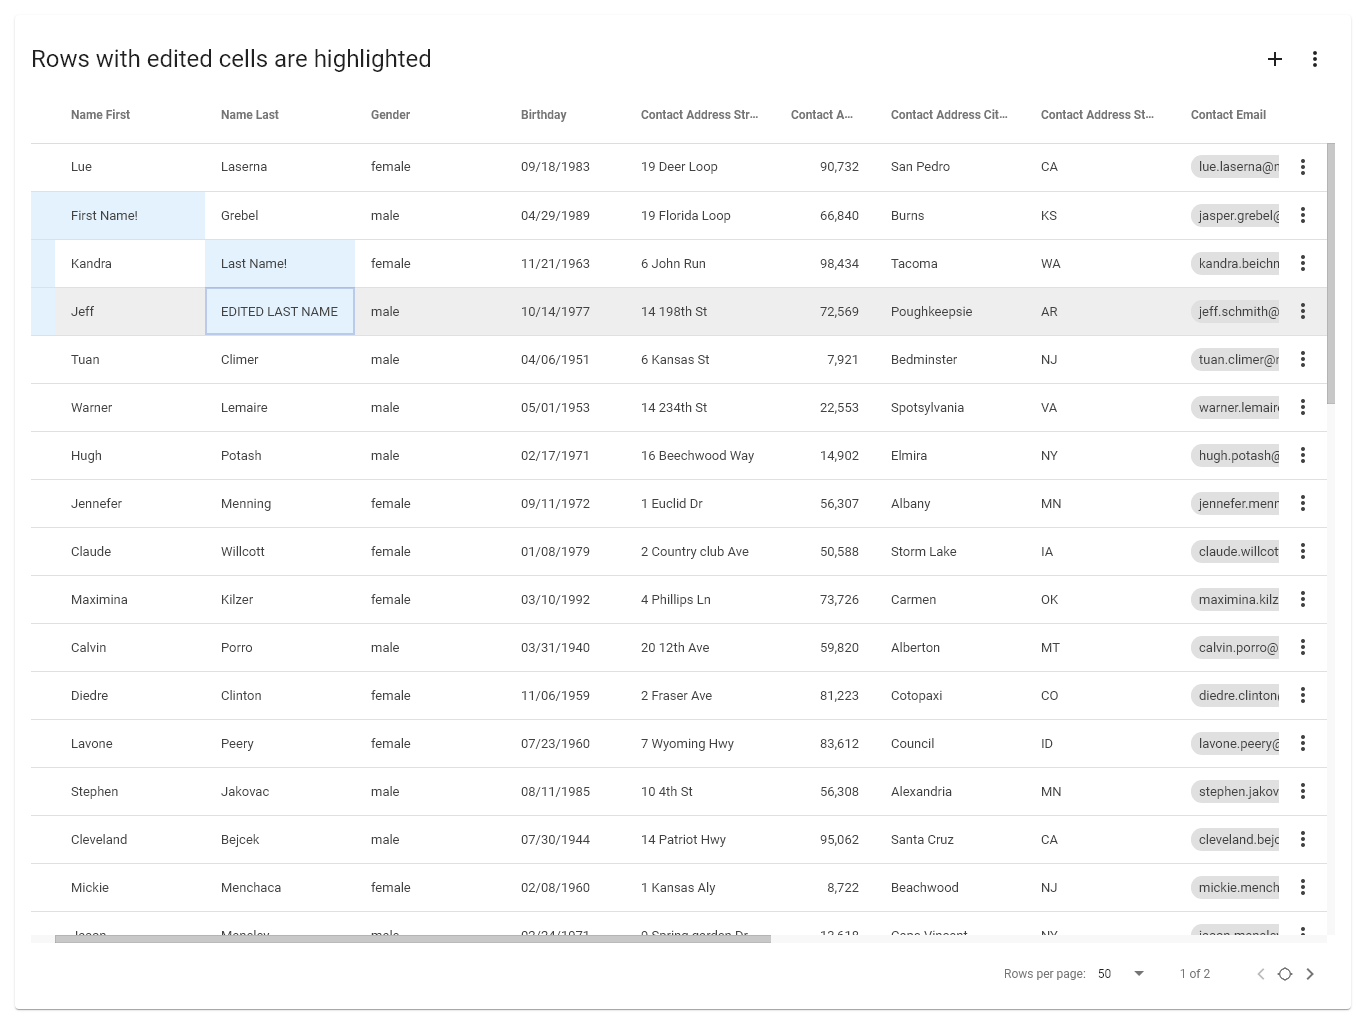 Rows with edited cells are highlighted
Name First Name Last Gender Birthday Contact Address Str... Contact A... Contact Address Cit... Contact Address St... Contact Email
Lue Laserna female 09/18/1983 19 Deer Loop 90,732 San Pedro CA lue.laserna@
First Name! Grebel male 04/29/1989 19 Florida Loop 66,840 Burns KS jasper.grebel@
Kandra Last Name! female 11/21/1963 6 John Run 98,434 Tacoma WA kandra.beichn
Jeff EDITED LAST NAME male 10/14/1977 14 198th St 72,569 Poughkeepsie AR jeff.schmith@
Tuan Climer male 04/06/1951 6 Kansas St 7,921 Bedminster NJ tuan.climer@
Warner Lemaire male 05/01/1953 14 234th St 22,553 Spotsylvania VA warner.lemaire
Hugh Potash male 02/17/1971 16 Beechwood Way 14,902 Elmira NY hugh.potash@
Jennefer Menning female 09/11/1972 1 Euclid Dr 56,307 Albany MN jennefer.menn
Claude Willcott female 01/08/1979 2 Country club Ave 50,588 Storm Lake IA claude.willcot
Maximina Kilzer female 03/10/1992 4 Phillips Ln 73,726 Carmen OK maximina.kilz
Calvin Porro male 03/31/1940 20 12th Ave 59,820 Alberton MT calvin.porro@
Diedre Clinton female 11/06/1959 2 Fraser Ave 81,223 Cotopaxi CO diedre.clinton
Lavone Peery female 07/23/1960 7 Wyoming Hwy 83,612 Council ID lavone.peery@
Stephen Jakovac male 08/11/1985 10 4th St 56,308 Alexandria MN stephen.jakov
Cleveland Bejcek male 07/30/1944 14 Patriot Hwy 95,062 Santa Cruz CA cleveland.bejc
Mickie Menchaca female 02/08/1960 1 Kansas Aly 8,722 Beachwood NJ mickie.mench
Rows per page: 50 1 of 2